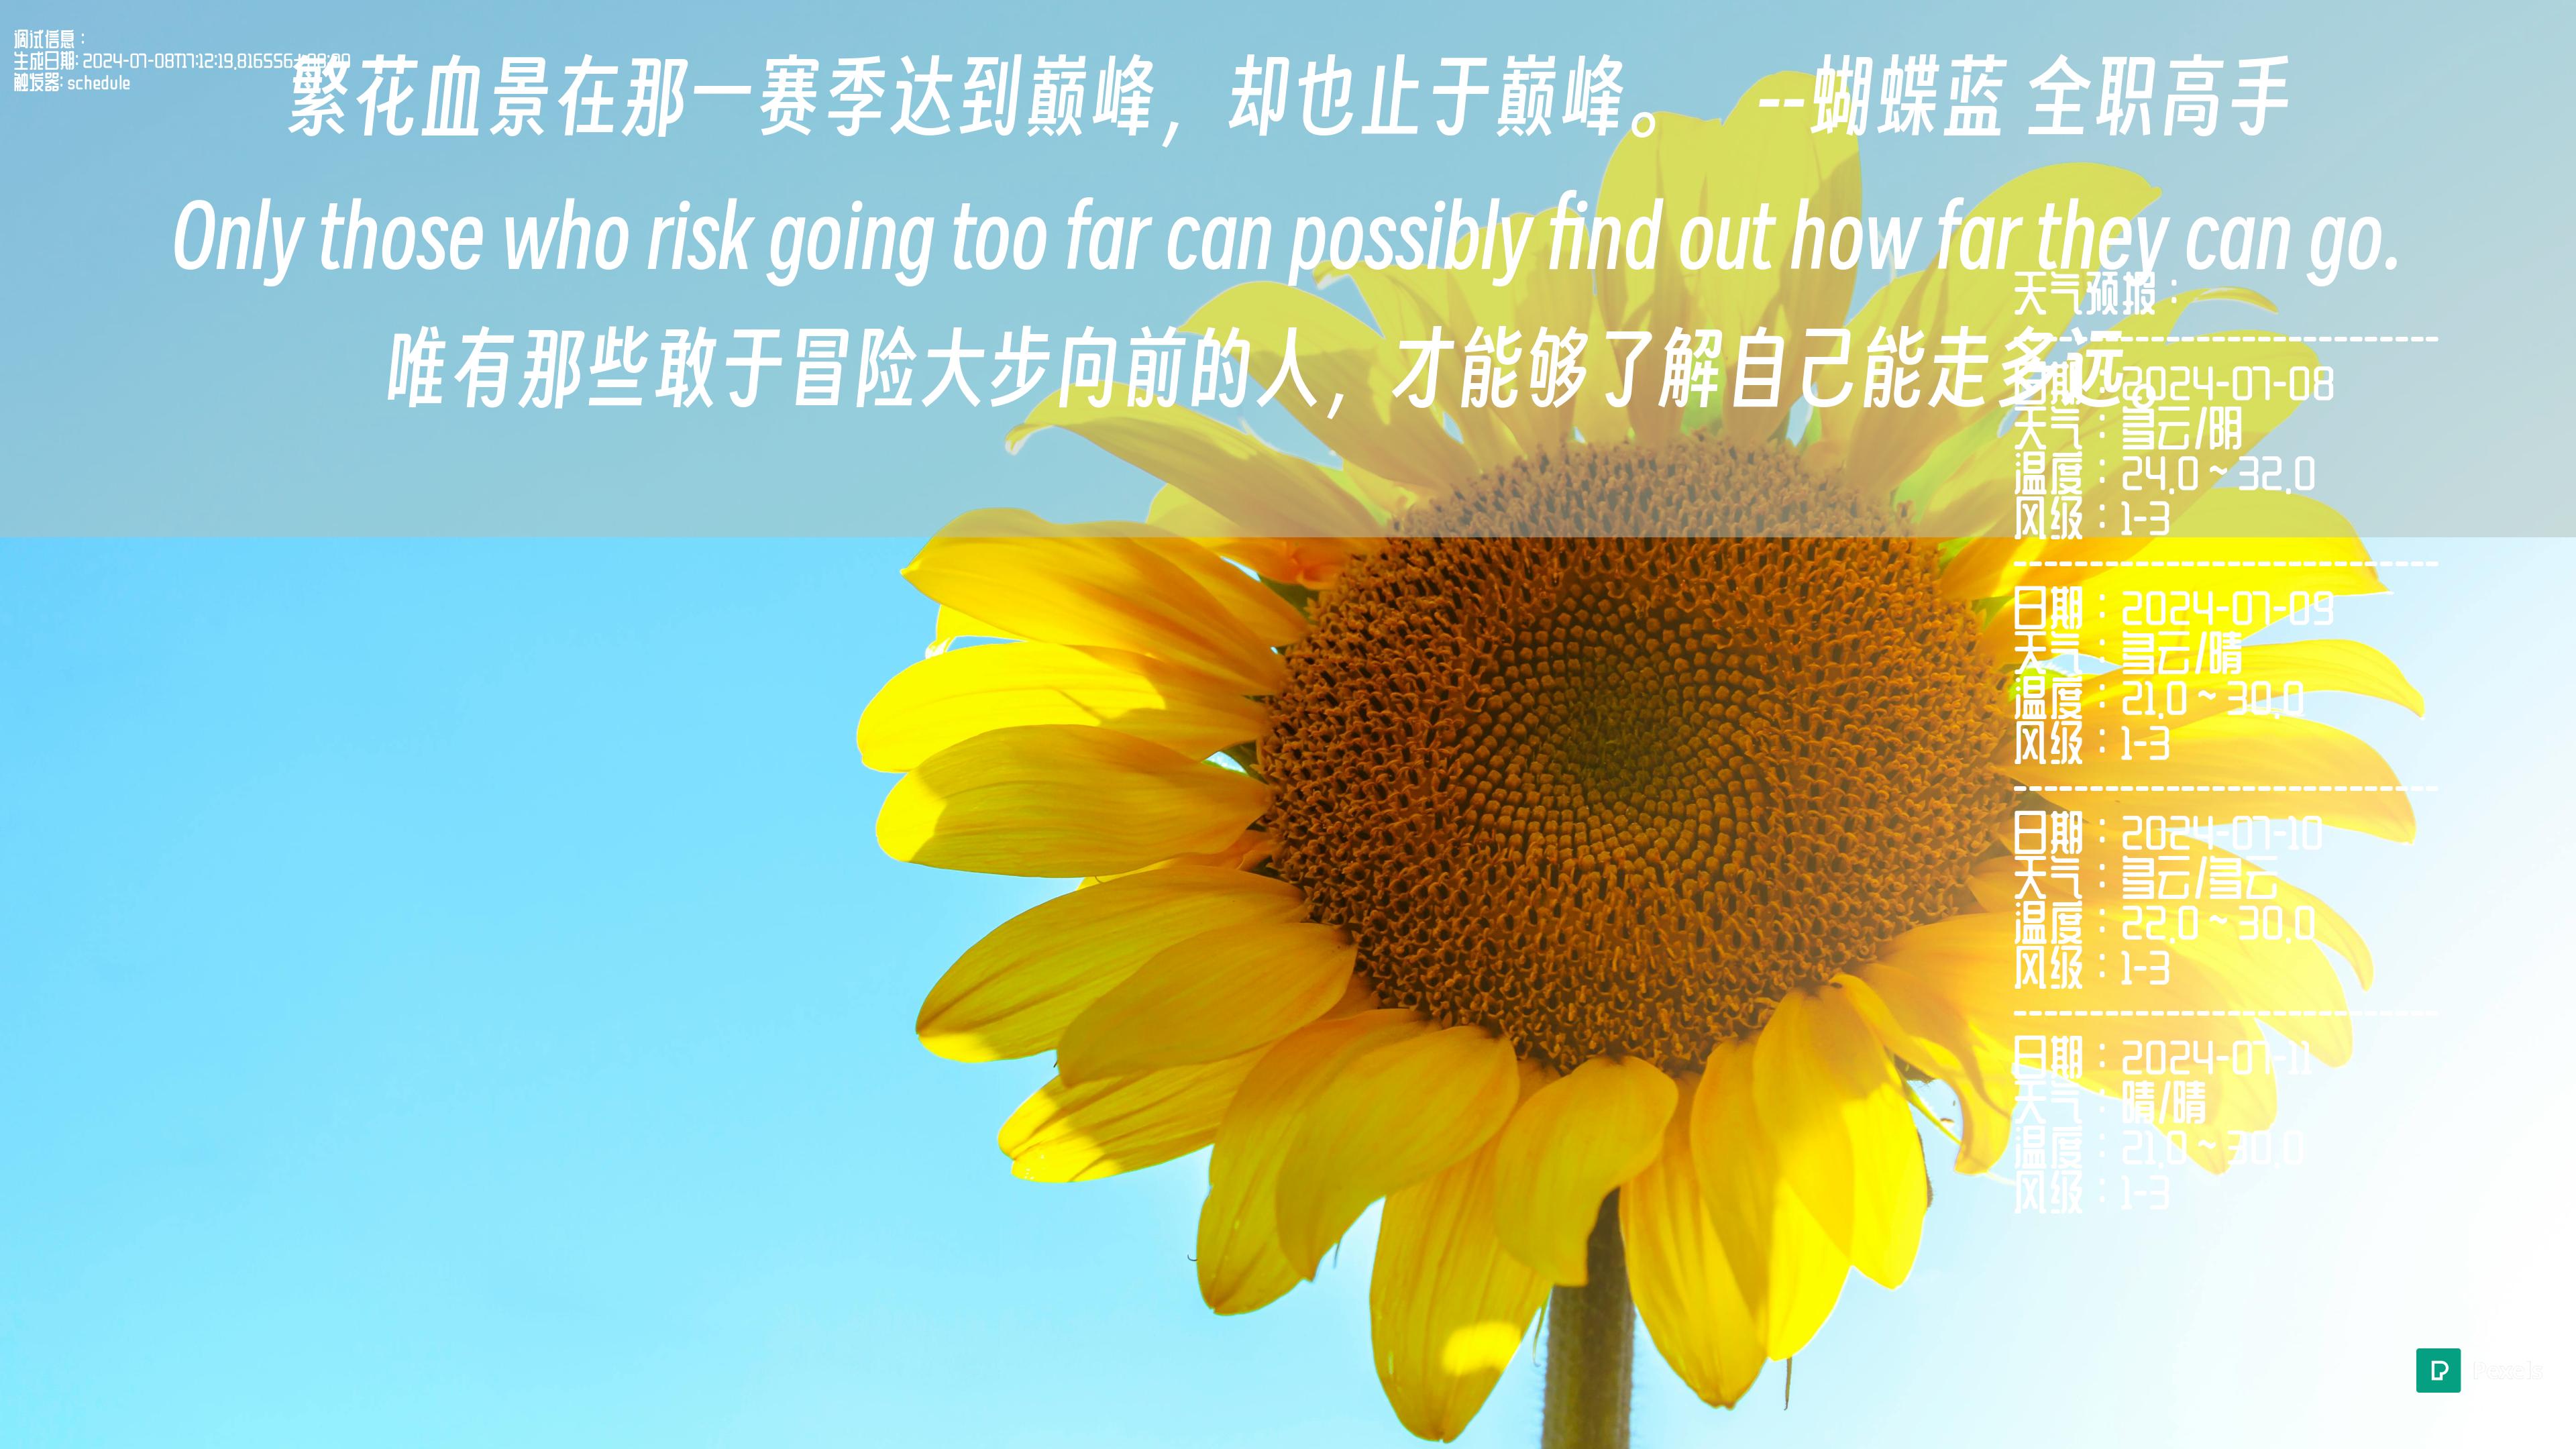 调试信息：
生成日期: 2024-07-08T17:12:19.816556
触发器: schedule
繁花血景在那一赛季达到巅峰，却也止于巅峰。 --蝴蝶蓝 全职高手
Only those who risk going too far can possibly find out how far they can go.
唯有那些敢于冒险大步向前的人，才能够了解自己能走多远。
天气预报：
------------------------------
日期：2024-07-08
天气：多云/阴
温度：24.0 ~ 32.0
风级：1-3
------------------------------
日期：2024-07-09
天气：多云/晴
温度：21.0 ~ 30.0
风级：1-3
------------------------------
日期：2024-07-10
天气：多云/多云
温度：22.0 ~ 30.0
风级：1-3
------------------------------
日期：2024-07-11
天气：晴/晴
温度：21.0 ~ 30.0
风级：1-3
Pexels